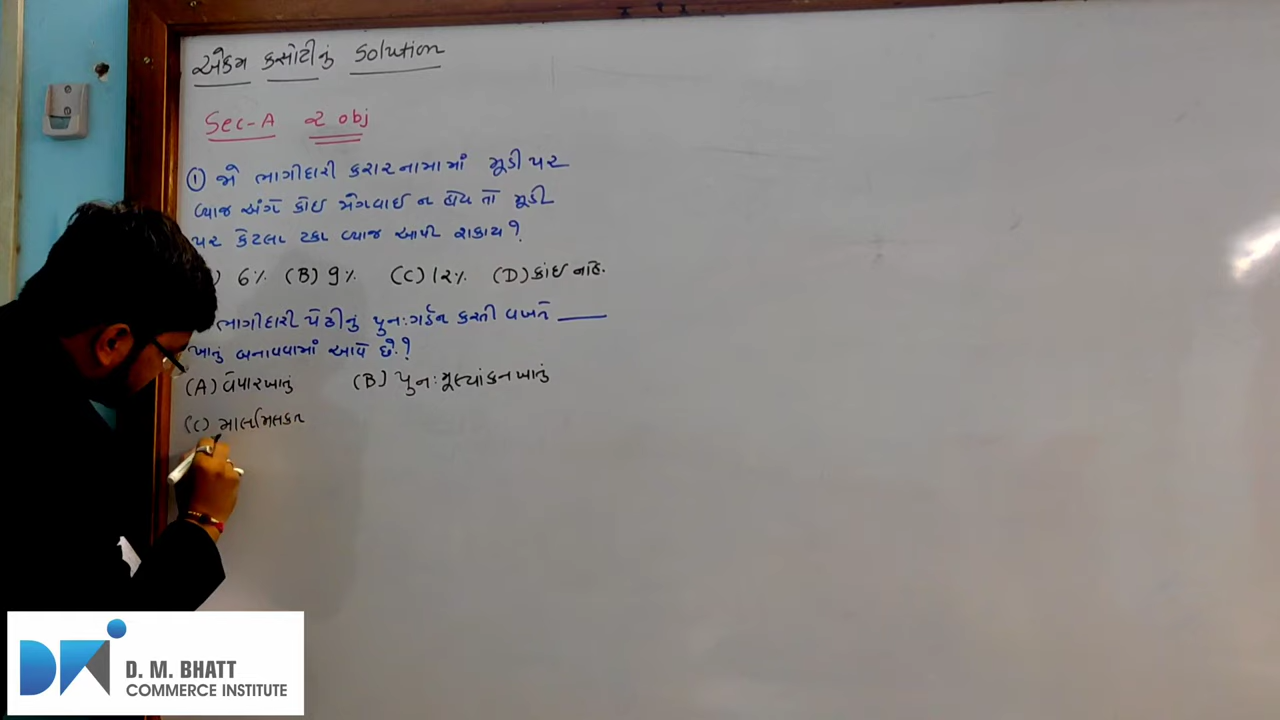 એકમ કસોટીનું Solution
Sec-A ૨ obj
① જો ભાગીદારી કરારનામામાં મૂડી પર
વ્યાજ અંગે કોઇ જોગવાઇ ન હોય તો મૂડી
પર કેટલા ટકા વ્યાજ આપી શકાય?
) 6% (B) 9% (C) 12% (D) કાંઇ નહિ.
ભાગીદારી પેઢીનું પુનઃગઠન કરતી વખતે ____
ખાતું બનાવવામાં આવે છે.?
(A) વેપારખાતું (B) પુનઃમૂલ્યાંકન ખાતું
(C) માલમિલકત
D. M. BHATT
COMMERCE INSTITUTE